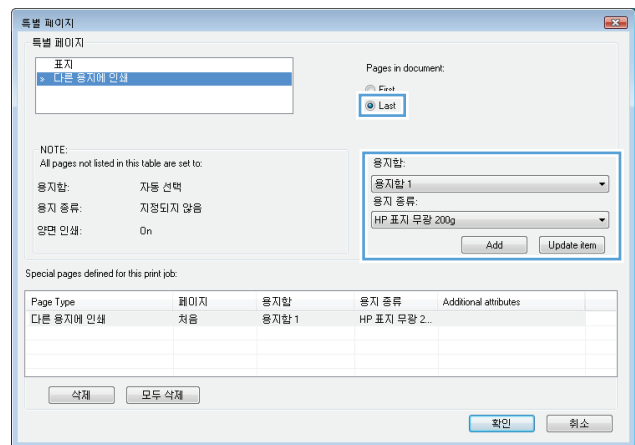 특별 페이지
특별 페이지
표지
» 다른 용지에 인쇄
Pages in document:
First
Last
NOTE:
All pages not listed in this table are set to:
용지함: 자동 선택
용지 종류: 지정되지 않음
양면 인쇄: On
용지함:
용지함 1
용지 종류:
HP 표지 무광 200g
Add Update item
Special pages defined for this print job:
Page Type 페이지 용지함 용지 종류 Additional attributes
다른 용지에 인쇄 처음 용지함 1 HP 표지 무광 2...
삭제 모두 삭제
확인 취소